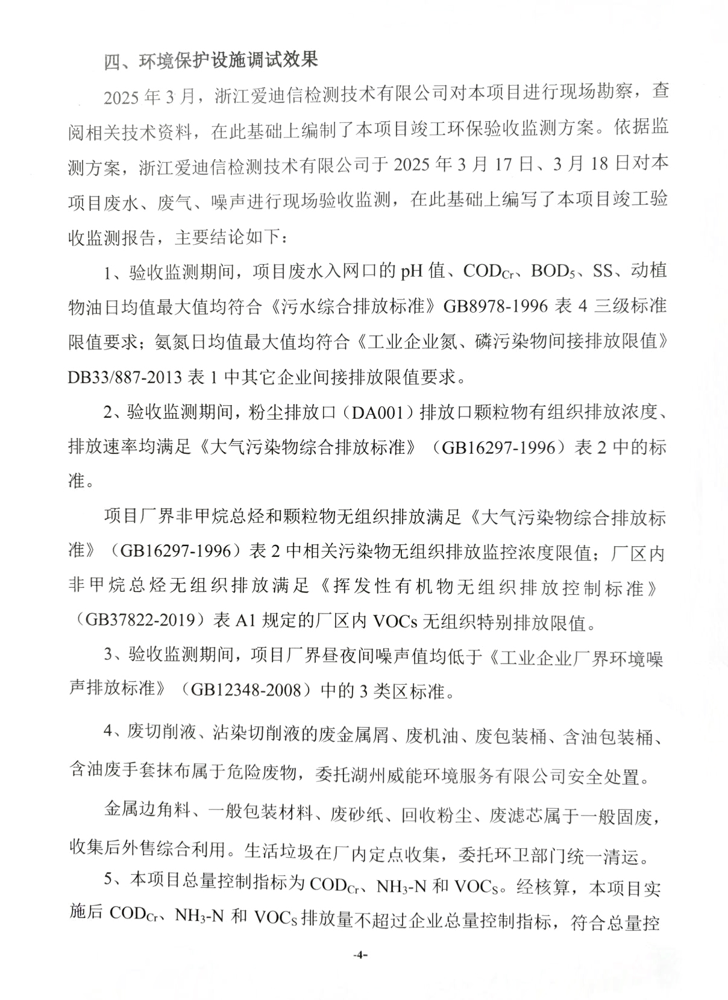 四、环境保护设施调试效果
2025年3月，浙江爱迪信检测技术有限公司对本项目进行现场勘察，查
阅相关技术资料，在此基础上编制了本项目竣工环保验收监测方案。依据监
测方案，浙江爱迪信检测技术有限公司于 2025 年 3 月 17 日、3 月 18 日对本
项目废水、废气、噪声进行现场验收监测，在此基础上编写了本项目竣工验
收监测报告，主要结论如下：
1、验收监测期间，项目废水入网口的 pH 值、CODCr、BOD5、SS、动植
物油日均值最大值均符合《污水综合排放标准》GB8978-1996 表 4 三级标准
限值要求；氨氮日均值最大值均符合《工业企业氮、磷污染物间接排放限值》
DB33/887-2013 表 1 中其它企业间接排放限值要求。
2、验收监测期间，粉尘排放口（DA001）排放口颗粒物有组织排放浓度、
排放速率均满足《大气污染物综合排放标准》（GB16297-1996）表 2 中的标
准。
项目厂界非甲烷总烃和颗粒物无组织排放满足《大气污染物综合排放标
准》（GB16297-1996）表 2 中相关污染物无组织排放监控浓度限值；厂区内
非甲烷总烃无组织排放满足《挥发性有机物无组织排放控制标准》
（GB37822-2019）表 A1 规定的厂区内 VOCs 无组织特别排放限值。
3、验收监测期间，项目厂界昼夜间噪声值均低于《工业企业厂界环境噪
声排放标准》（GB12348-2008）中的 3 类区标准。
4、废切削液、沾染切削液的废金属屑、废机油、废包装桶、含油包装桶、
含油废手套抹布属于危险废物，委托湖州威能环境服务有限公司安全处置。
金属边角料、一般包装材料、废砂纸、回收粉尘、废滤芯属于一般固废，
收集后外售综合利用。生活垃圾在厂内定点收集，委托环卫部门统一清运。
5、本项目总量控制指标为 CODCr、NH3-N 和 VOCS。经核算，本项目实
施后 CODCr、NH3-N 和 VOCS 排放量不超过企业总量控制指标，符合总量控
-4-